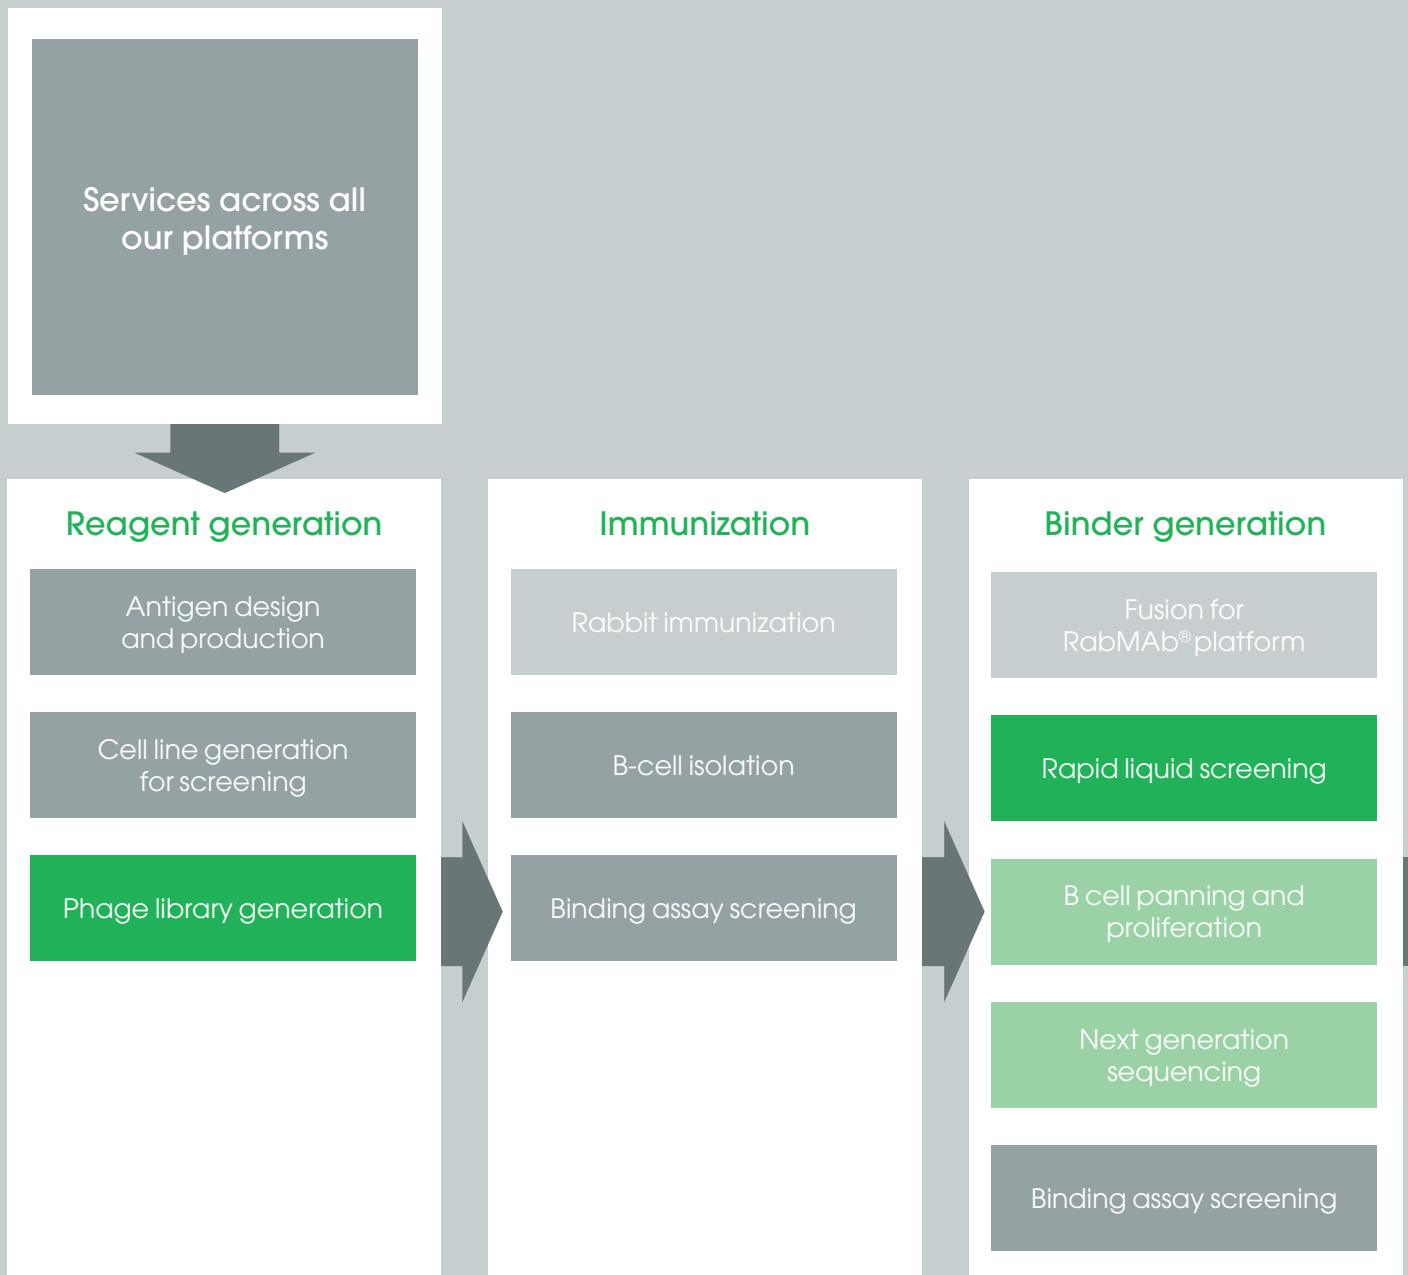 Services across all
our platforms
Reagent generation
Antigen design
and production
Cell line generation
for screening
Phage library generation
Immunization
Rabbit immunization
B-cell isolation
Binding assay screening
Binder generation
Fusion for
RabMAb® platform
Rapid liquid screening
B cell panning and
proliferation
Next generation
sequencing
Binding assay screening